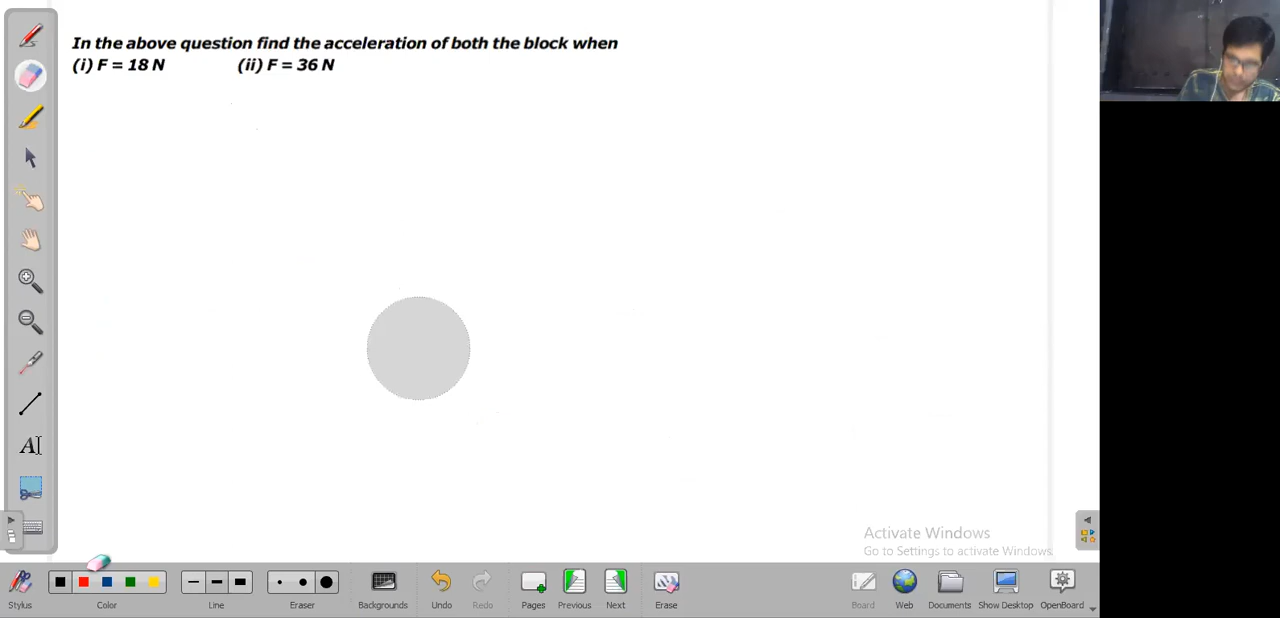 In the above question find the acceleration of both the block when
(i) F = 18 N (ii) F = 36 N
A
Activate Windows
Go to Settings to activate Windows.
Stylus
Color
Line
Eraser
Backgrounds
Undo
Redo
Pages
Previous
Next
Erase
Board
Web
Documents
Show Desktop
OpenBoard